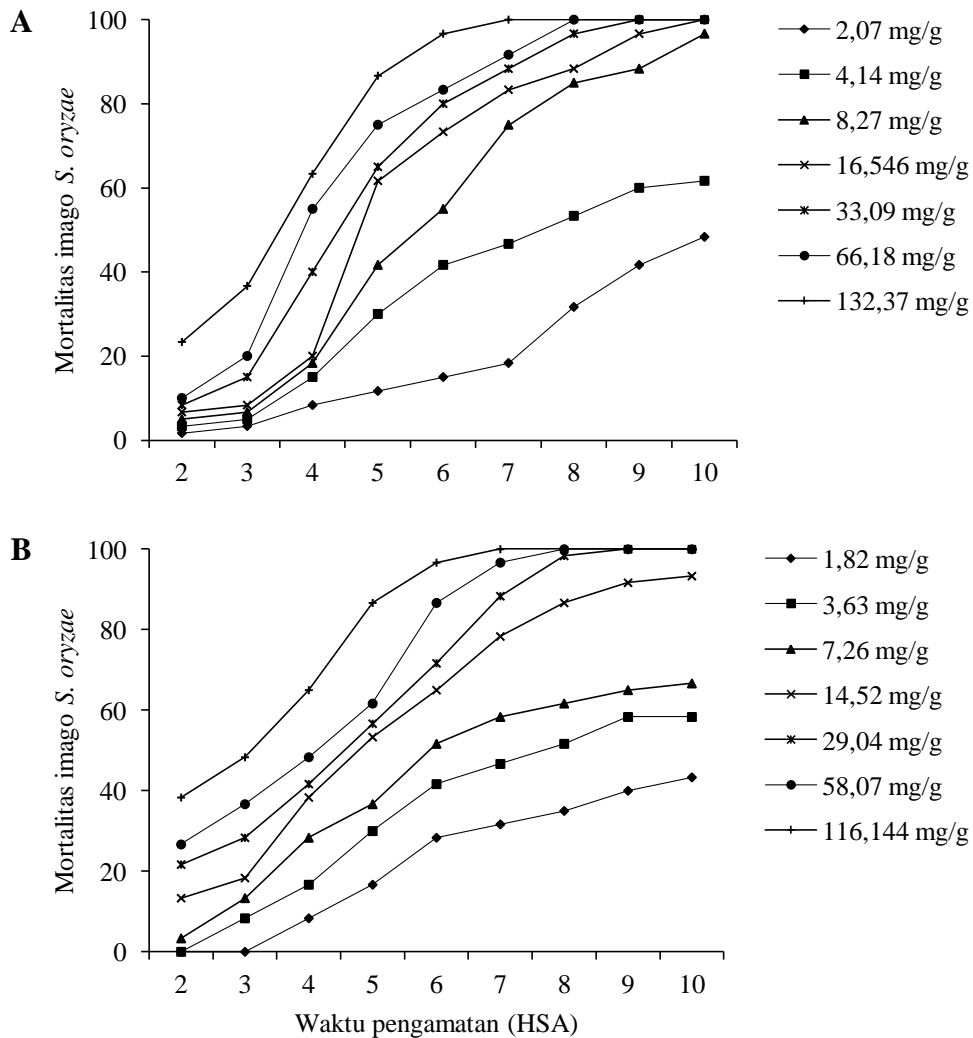 A
Mortalitas imago S. oryzae
100
80
60
40
20
0
2 3 4 5 6 7 8 9 10
2,07 mg/g
4,14 mg/g
8,27 mg/g
16,546 mg/g
33,09 mg/g
66,18 mg/g
132,37 mg/g
B
Mortalitas imago S. oryzae
100
80
60
40
20
0
2 3 4 5 6 7 8 9 10
Waktu pengamatan (HSA)
1,82 mg/g
3,63 mg/g
7,26 mg/g
14,52 mg/g
29,04 mg/g
58,07 mg/g
116,144 mg/g